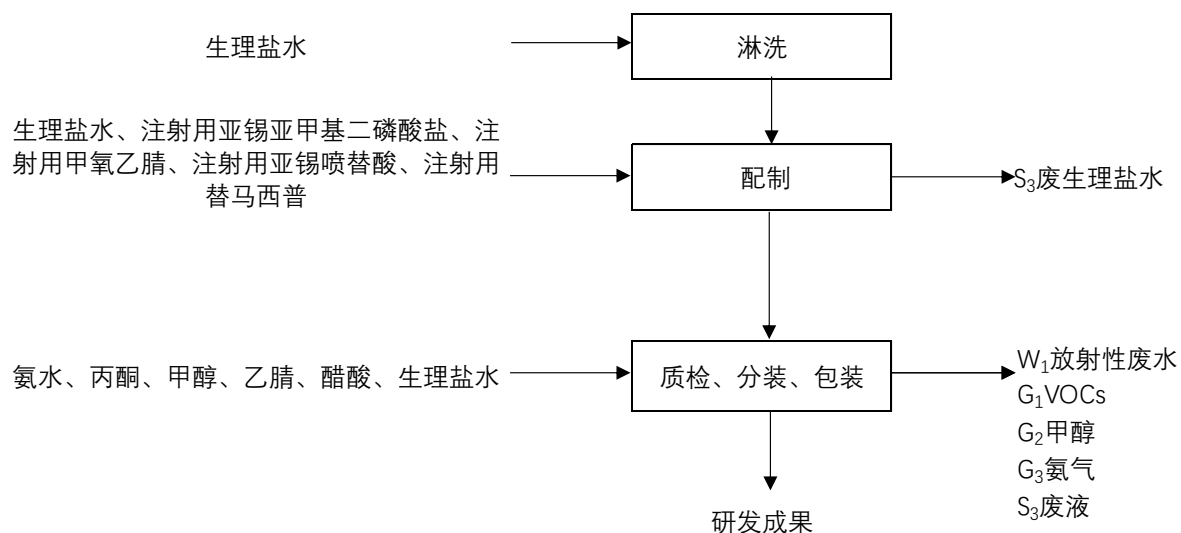 生理盐水
淋洗
生理盐水、注射用亚锡亚甲基二磷酸盐、注
射用甲氧乙腈、注射用亚锡喷替酸、注射用
替马西普
配制
S₃废生理盐水
氨水、丙酮、甲醇、乙腈、醋酸、生理盐水
质检、分装、包装
W₁放射性废水
G₁VOCs
G₂甲醇
G₃氨气
S₃废液
研发成果